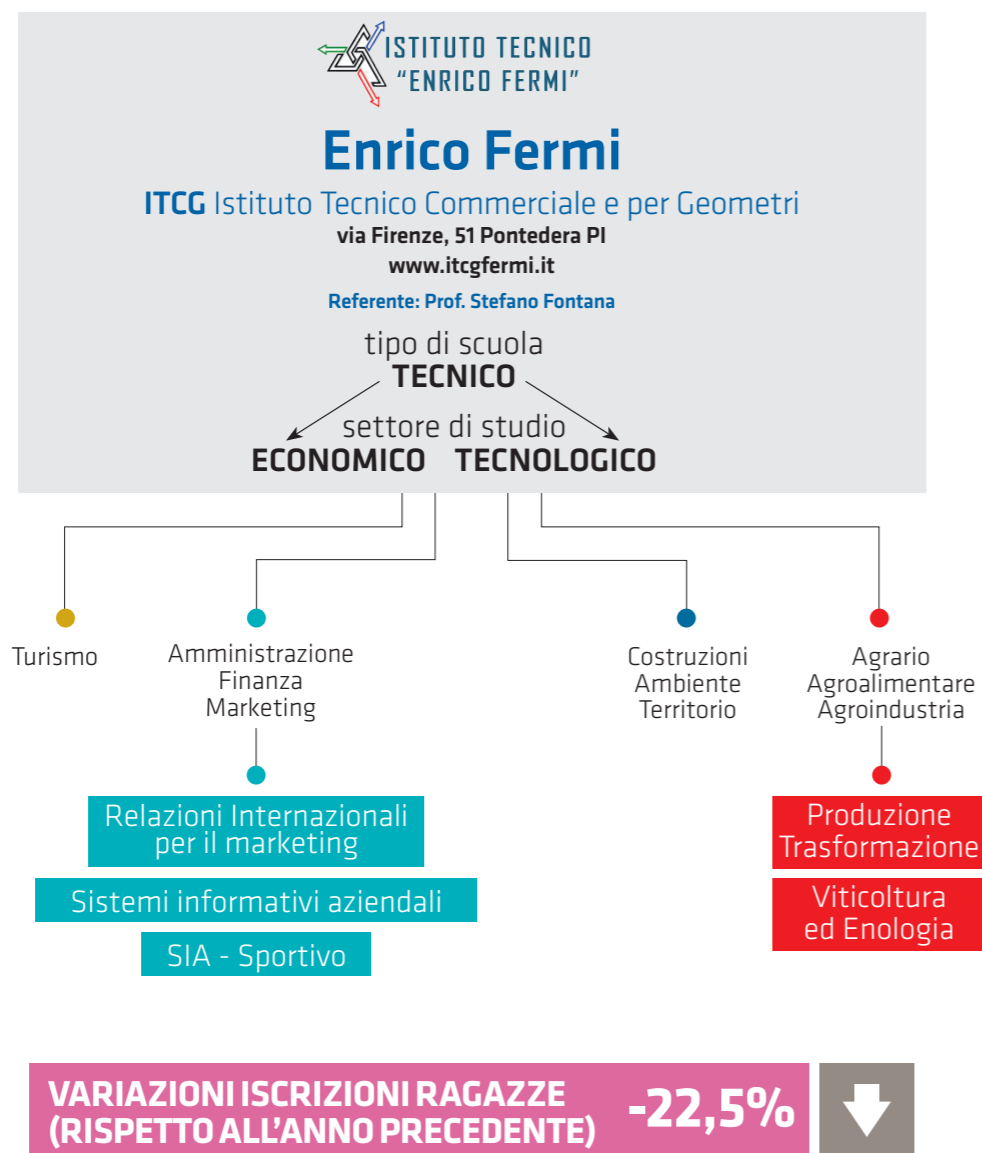 ISTITUTO TECNICO
"ENRICO FERMI"
Enrico Fermi
ITCG Istituto Tecnico Commerciale e per Geometri
via Firenze, 51 Pontedera PI
www.itcgfermi.it
Referente: Prof. Stefano Fontana
tipo di scuola
TECNICO
settore di studio
ECONOMICO TECNOLOGICO
Turismo
Amministrazione
Finanza
Marketing
Costruzioni
Ambiente
Territorio
Agrario
Agroalimentare
Agroindustria
Relazioni Internazionali
per il marketing
Sistemi informativi aziendali
SIA - Sportivo
Produzione
Trasformazione
Viticoltura
ed Enologia
VARIAZIONI ISCRIZIONI RAGAZZE
(RISPETTO ALL'ANNO PRECEDENTE)
-22,5%